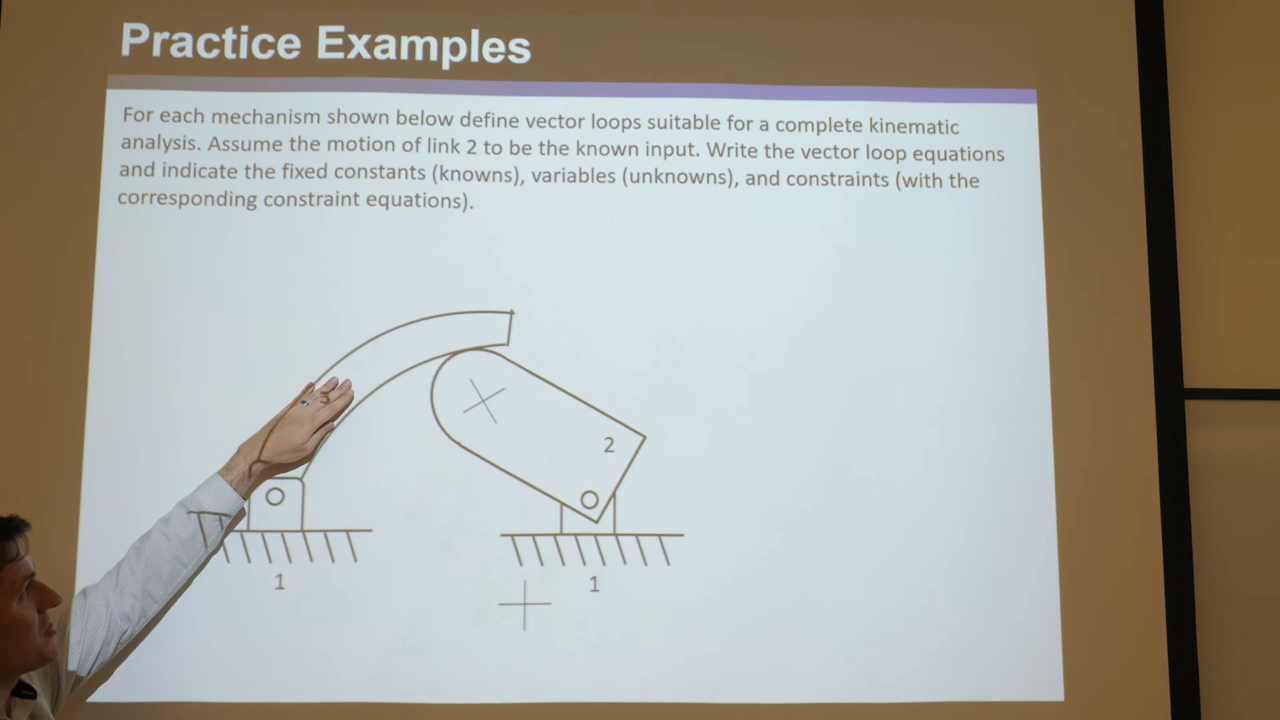 Practice Examples
For each mechanism shown below define vector loops suitable for a complete kinematic
analysis. Assume the motion of link 2 to be the known input. Write the vector loop equations
and indicate the fixed constants (knowns), variables (unknowns), and constraints (with the
corresponding constraint equations).
2
1
1